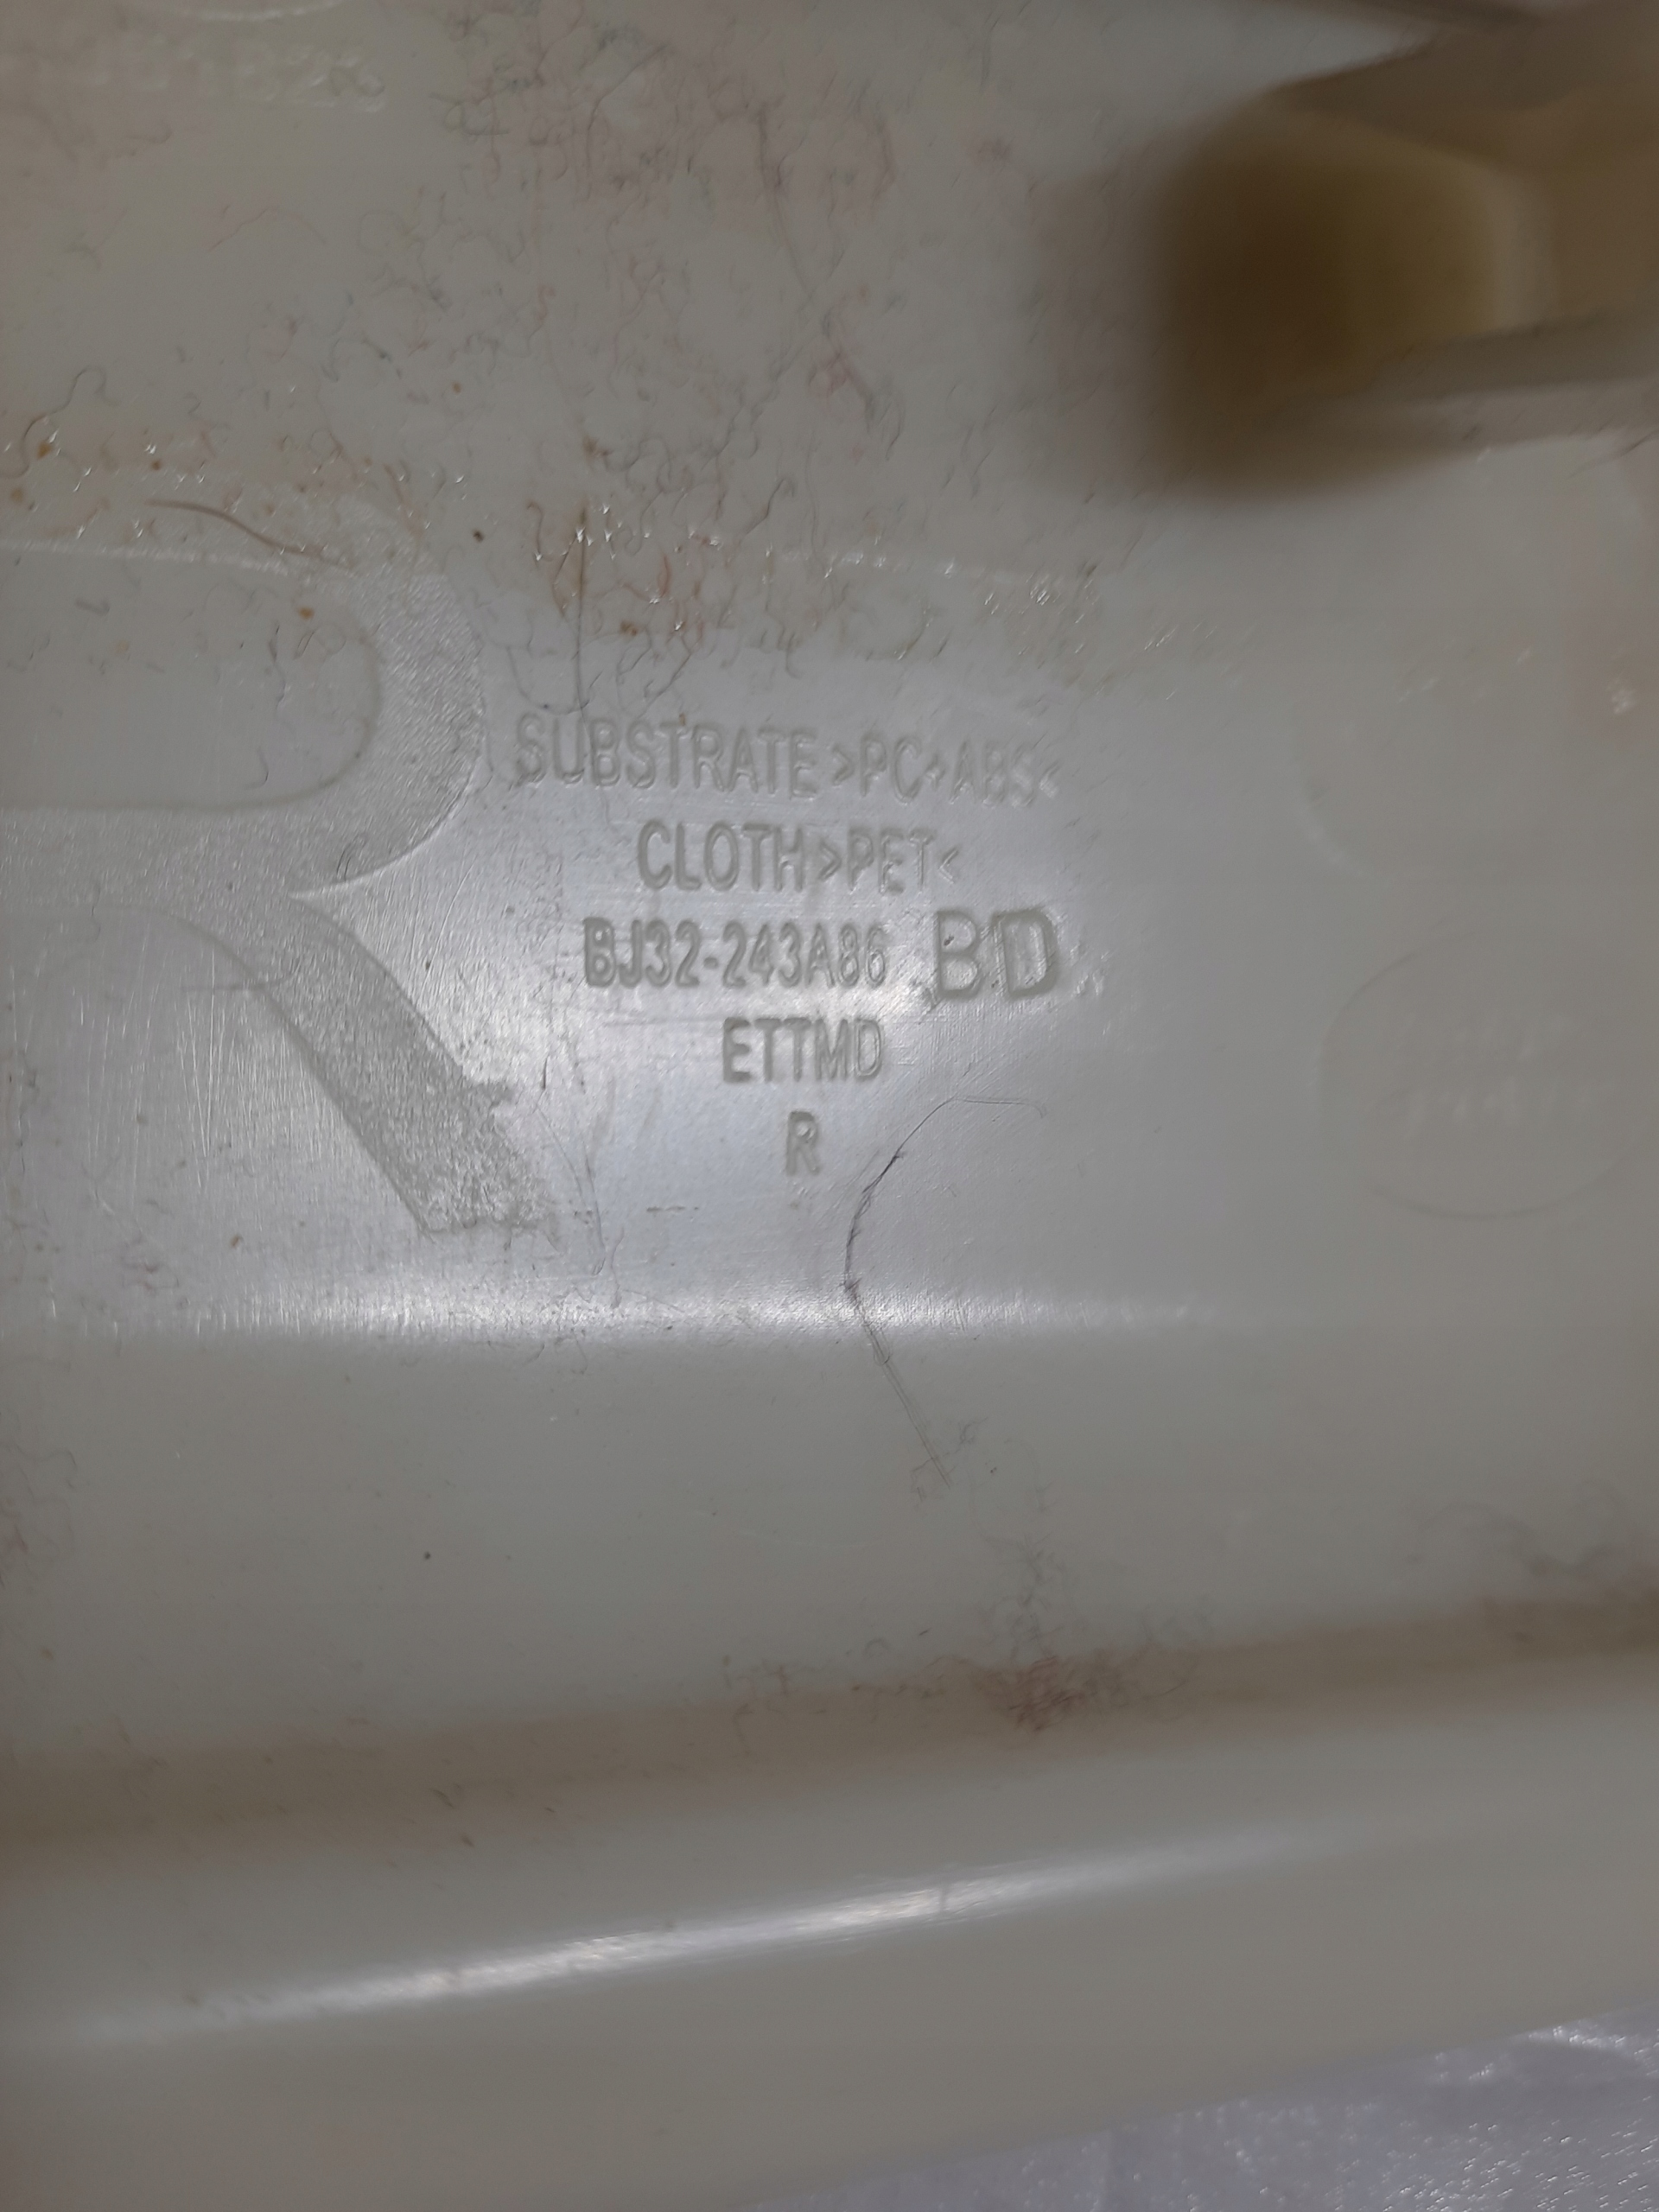 SUBSTRATE >PC+ABS<
CLOTH >PET<
BJ32-243A86 BD
ETTMD
R